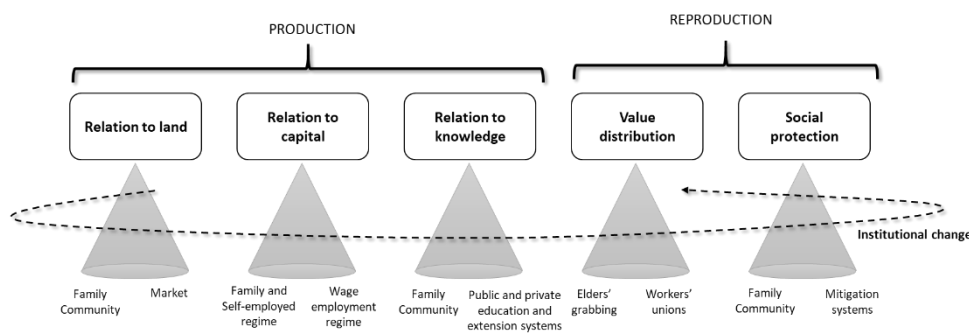 PRODUCTION
REPRODUCTION
Relation to land
Relation to
capital
Relation to
knowledge
Value
distribution
Social
protection
Institutional change
Family
Community
Market
Family and
Self-employed
regime
Wage
employment
regime
Family
Community
Public and private
education and
extension systems
Elders'
grabbing
Workers'
unions
Family
Community
Mitigation
systems